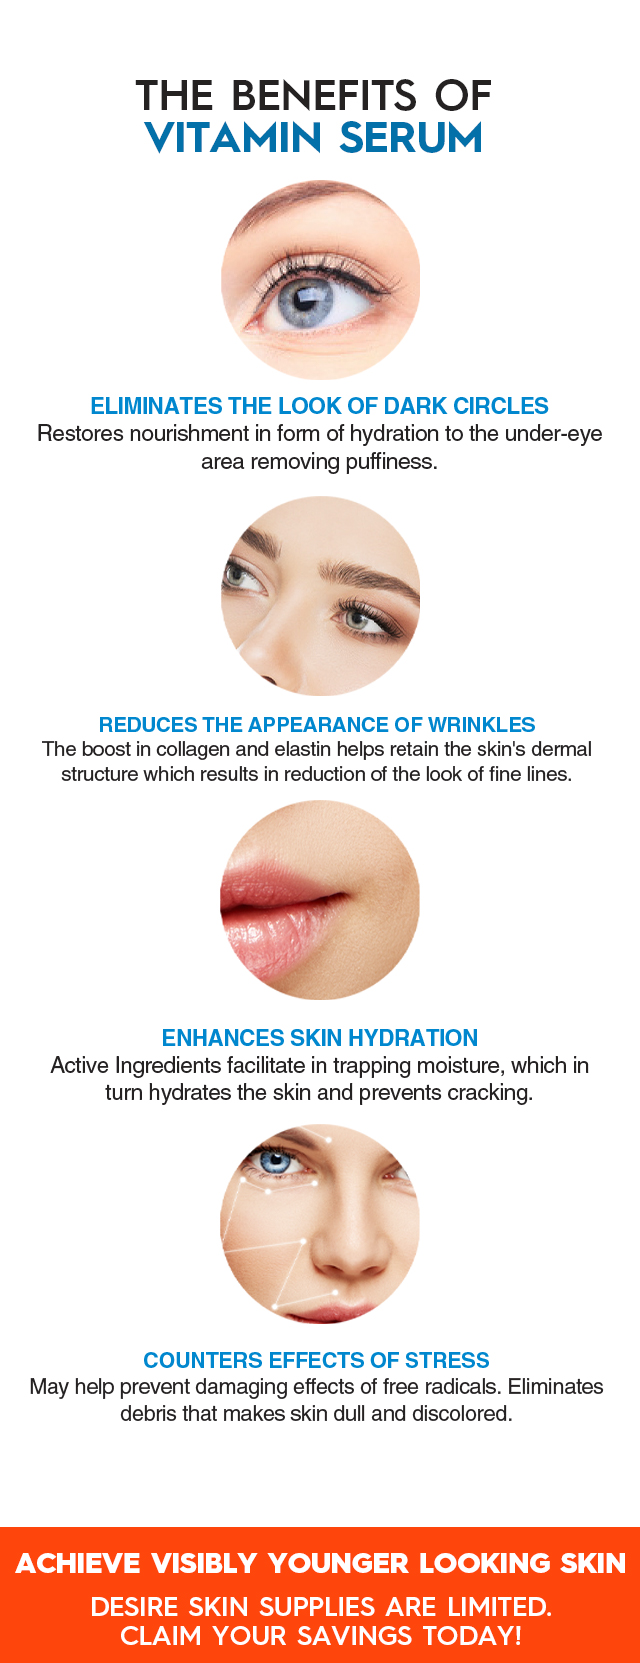 THE BENEFITS OF
VITAMIN SERUM
ELIMINATES THE LOOK OF DARK CIRCLES
Restores nourishment in form of hydration to the under-eye
area removing puffiness.
REDUCES THE APPEARANCE OF WRINKLES
The boost in collagen and elastin helps retain the skin's dermal
structure which results in reduction of the look of fine lines.
ENHANCES SKIN HYDRATION
Active Ingredients facilitate in trapping moisture, which in
turn hydrates the skin and prevents cracking.
COUNTERS EFFECTS OF STRESS
May help prevent damaging effects of free radicals. Eliminates
debris that makes skin dull and discolored.
ACHIEVE VISIBLY YOUNGER LOOKING SKIN
DESIRE SKIN SUPPLIES ARE LIMITED.
CLAIM YOUR SAVINGS TODAY!